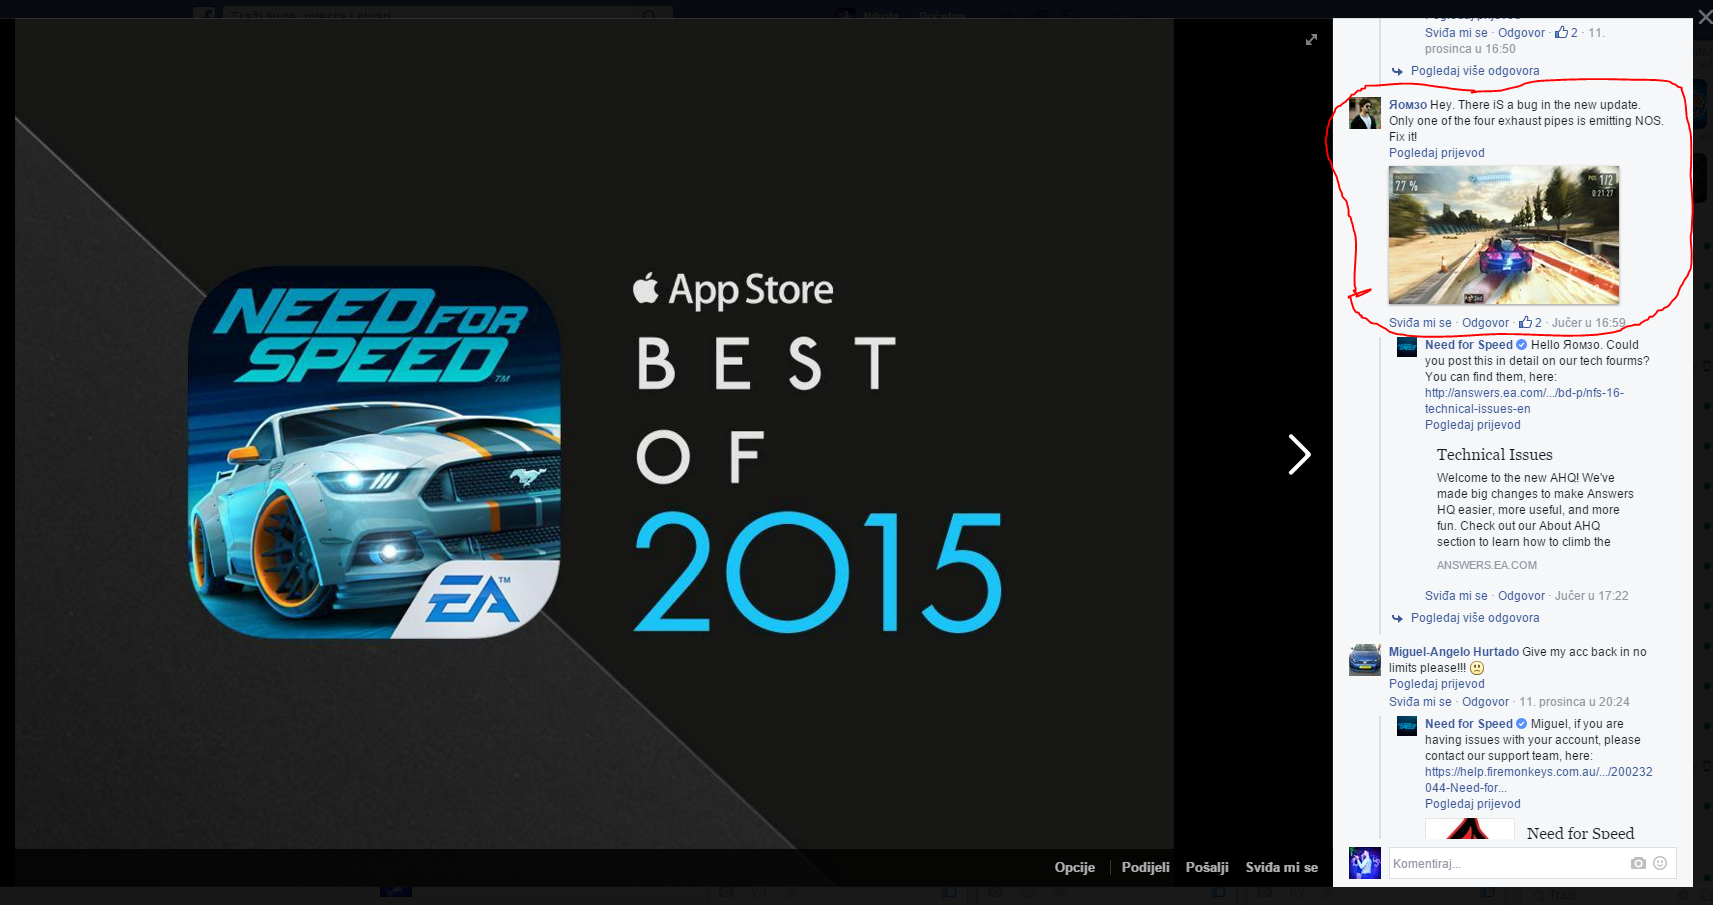 Nikola
Početna
NEED FOR
SPEED™
EA™
App Store
BEST
OF
2015
Opcije
Podijeli
Pošalji
Sviđa mi se
Sviđa mi se · Odgovor · 2 · 11.
prosinca u 16:50
Pogledaj više odgovora
Яомзо Hey. There iS a bug in the new update.
Only one of the four exhaust pipes is emitting NOS.
Fix it!
Pogledaj prijevod
77 %
POS 1/2
0:21.27
Sviđa mi se · Odgovor · 2 · Jučer u 16:59
Need for Speed Hello Яомзо. Could
you post this in detail on our tech fourms?
You can find them, here:
http://answers.ea.com/.../bd-p/nfs-16-
technical-issues-en
Pogledaj prijevod
Technical Issues
Welcome to the new AHQ! We've
made big changes to make Answers
HQ easier, more useful, and more
fun. Check out our About AHQ
section to learn how to climb the
ANSWERS.EA.COM
Sviđa mi se · Odgovor · Jučer u 17:22
Pogledaj više odgovora
Miguel-Angelo Hurtado Give my acc back in no
limits please!!!
Pogledaj prijevod
Sviđa mi se · Odgovor · 11. prosinca u 20:24
Need for Speed Miguel, if you are
having issues with your account, please
contact our support team, here:
https://help.firemonkeys.com.au/.../200232
044-Need-for...
Pogledaj prijevod
Need for Speed
Komentiraj...